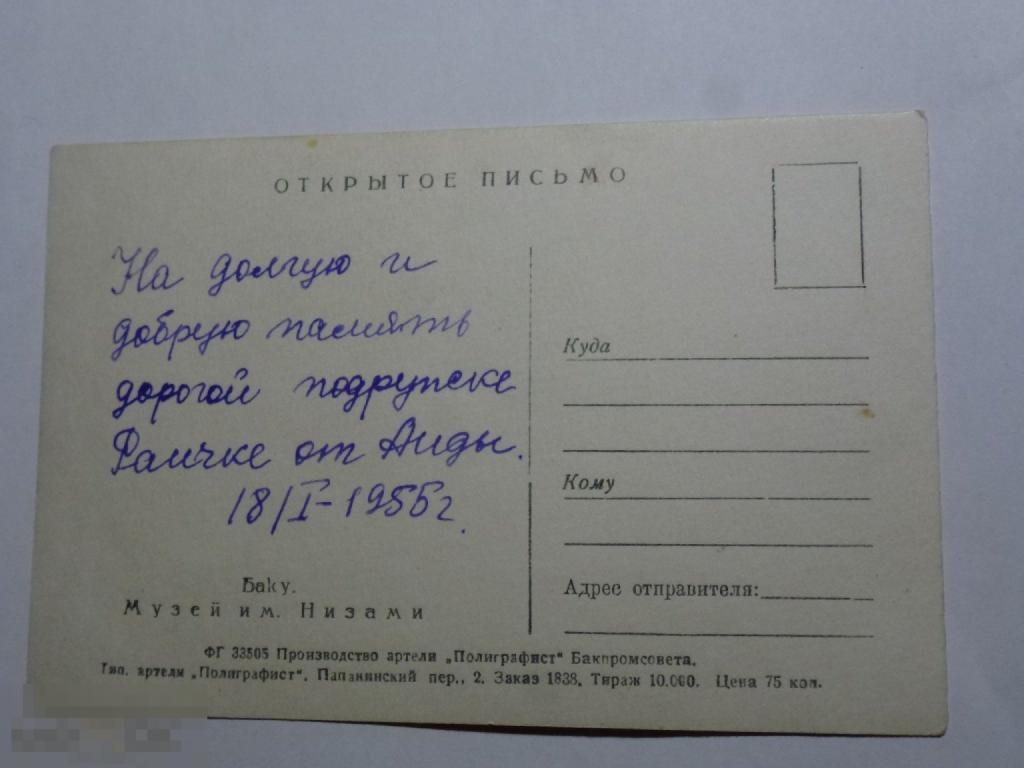 ОТКРЫТОЕ ПИСЬМО
На долгую и
добрую память
дорогой подружке
Раичке от Аиды.
18/I-1955г.
Куда
Кому
Адрес отправителя:
Баку.
Музей им. Низами
ФГ 33505 Производство артели „Полиграфист“ Бакпромсовета.
Тип. артели „Полиграфист“. Папанинский пер., 2. Заказ 1838. Тираж 10.000. Цена 75 коп.